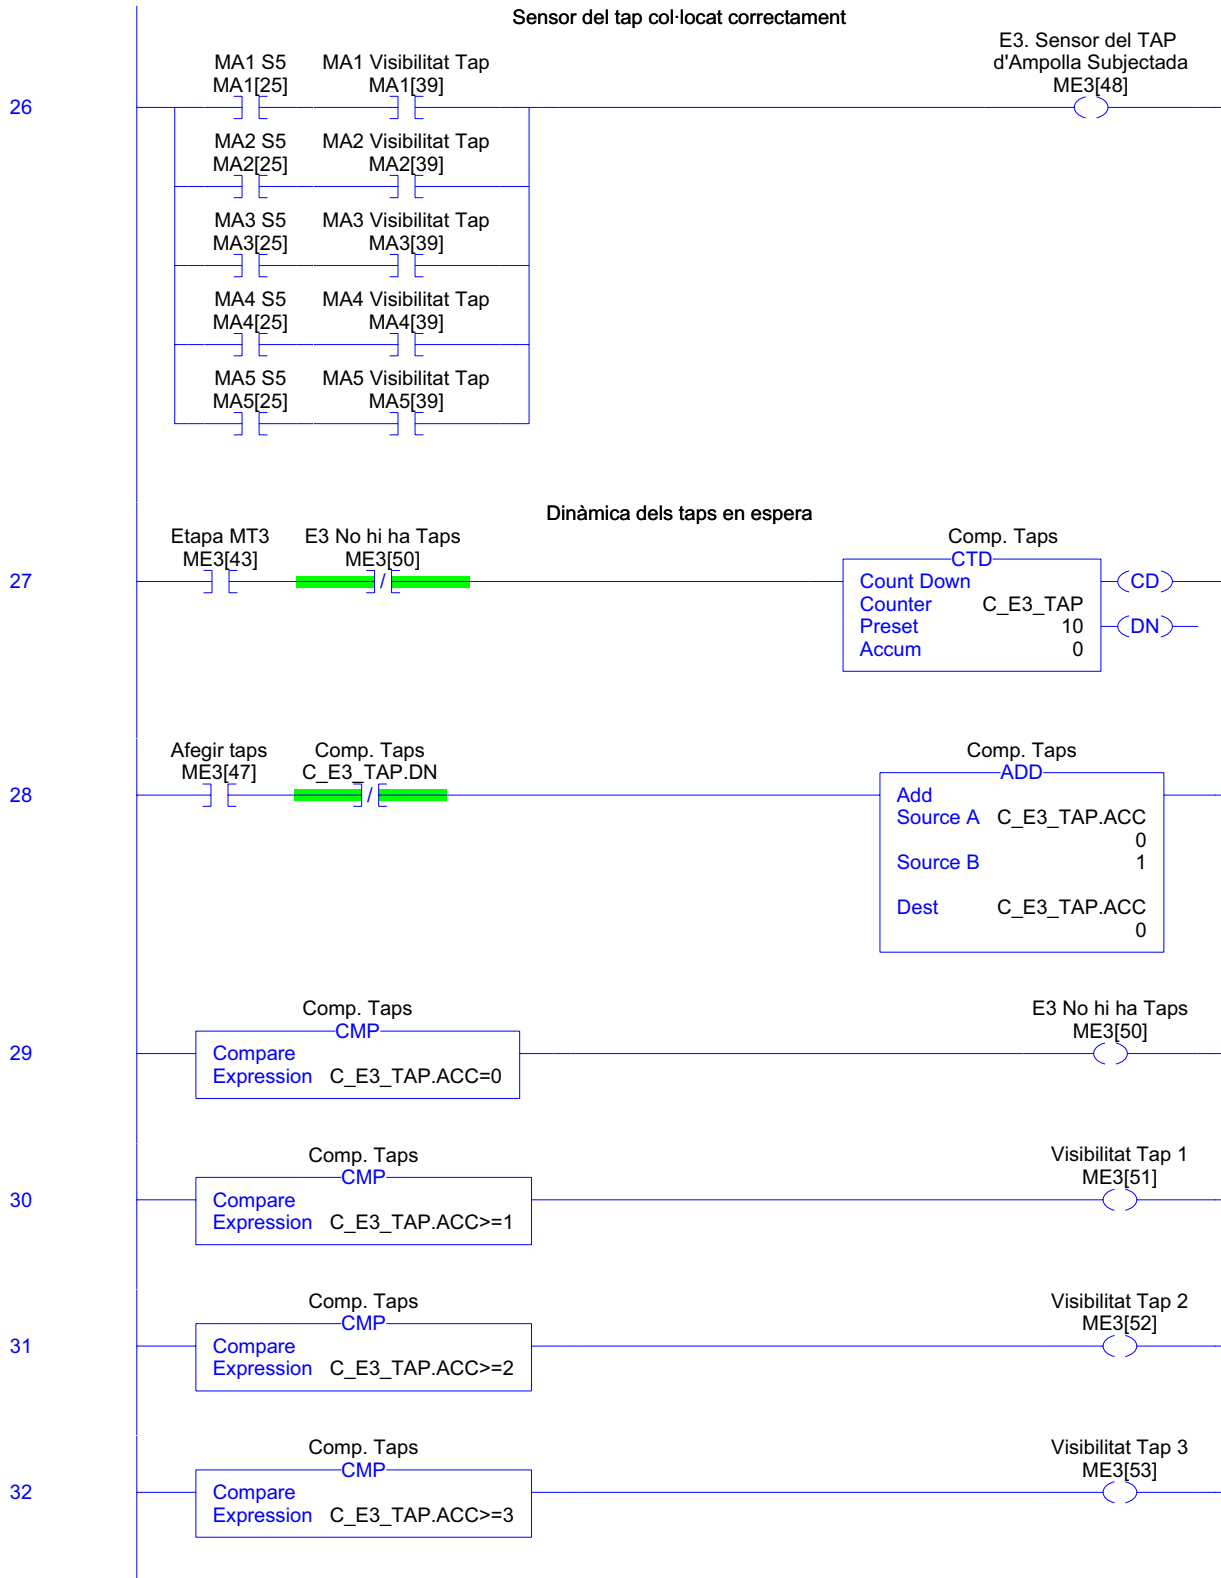 Sensor del tap col·locat correctament
E3. Sensor del TAP
d'Ampolla Subjectada
ME3[48]
MA1 S5 MA1 Visibilitat Tap
MA1[25] MA1[39]
26
MA2 S5 MA2 Visibilitat Tap
MA2[25] MA2[39]
MA3 S5 MA3 Visibilitat Tap
MA3[25] MA3[39]
MA4 S5 MA4 Visibilitat Tap
MA4[25] MA4[39]
MA5 S5 MA5 Visibilitat Tap
MA5[25] MA5[39]
Dinàmica dels taps en espera
Etapa MT3 E3 No hi ha Taps Comp. Taps
ME3[43] ME3[50]
27
/
CTD
Count Down
Counter C_E3_TAP
Preset 10
Accum 0
CD
DN
Afegir taps Comp. Taps Comp. Taps
ME3[47] C_E3_TAP.DN
28
/
ADD
Add
Source A C_E3_TAP.ACC
0
Source B 1
Dest C_E3_TAP.ACC
0
Comp. Taps E3 No hi ha Taps
CMP ME3[50]
29
Compare
Expression C_E3_TAP.ACC=0
Comp. Taps Visibilitat Tap 1
CMP ME3[51]
30
Compare
Expression C_E3_TAP.ACC>=1
Comp. Taps Visibilitat Tap 2
CMP ME3[52]
31
Compare
Expression C_E3_TAP.ACC>=2
Comp. Taps Visibilitat Tap 3
CMP ME3[53]
32
Compare
Expression C_E3_TAP.ACC>=3